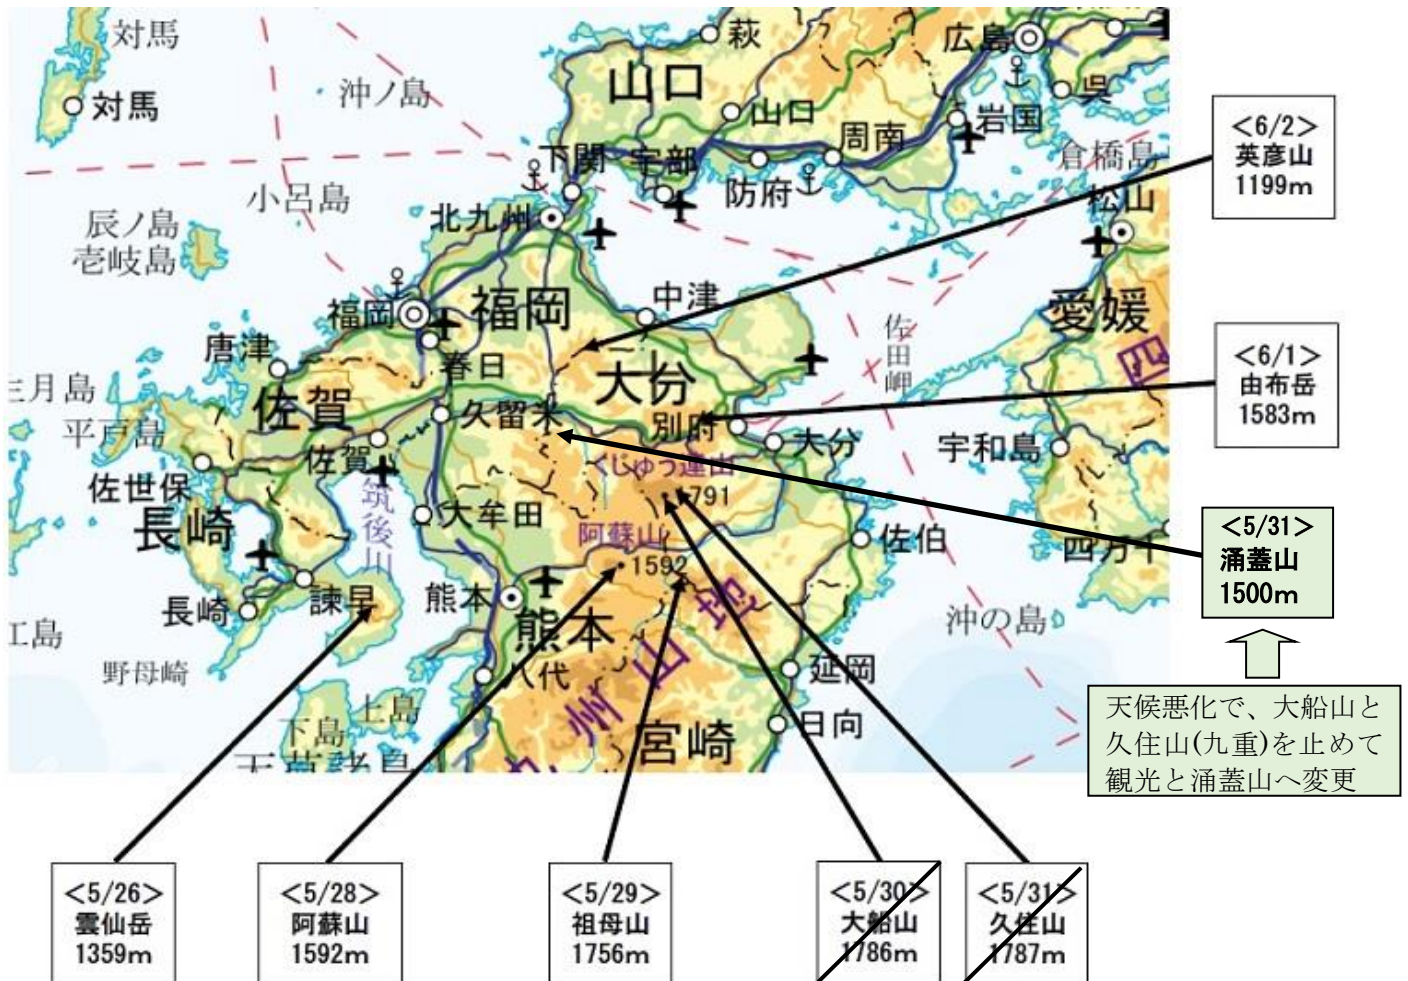 対馬
対馬
沖ノ島
萩
山口
山口
広島
呉
岩国
周南
防府
宇部
下関
倉橋島
松山
小呂島
辰ノ島
壱岐島
北九州
福岡
福岡
中津
愛媛
佐田岬
唐津
春日
大分
佐賀
久留米
別府
大分
宇和島
平戸島
佐賀
佐世保
くじゅう連山
1791
筑後川
大牟田
長崎
阿蘇山
1592
佐伯
諫早
長崎
熊本
熊本
沖の島
野母崎
八代
延岡
上島
下島
州山地
宮崎
日向
<6/2>
英彦山
1199m
<6/1>
由布岳
1583m
<5/31>
涌蓋山
1500m
天候悪化で、大船山と
久住山(九重)を止めて
観光と涌蓋山へ変更
<5/26>
雲仙岳
1359m
<5/28>
阿蘇山
1592m
<5/29>
祖母山
1756m
<5/30>
大船山
1786m
<5/31>
久住山
1787m